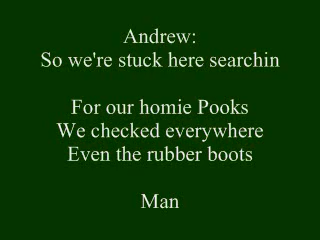 Andrew:
So we're stuck here searchin
For our homie Pooks
We checked everywhere
Even the rubber boots
Man